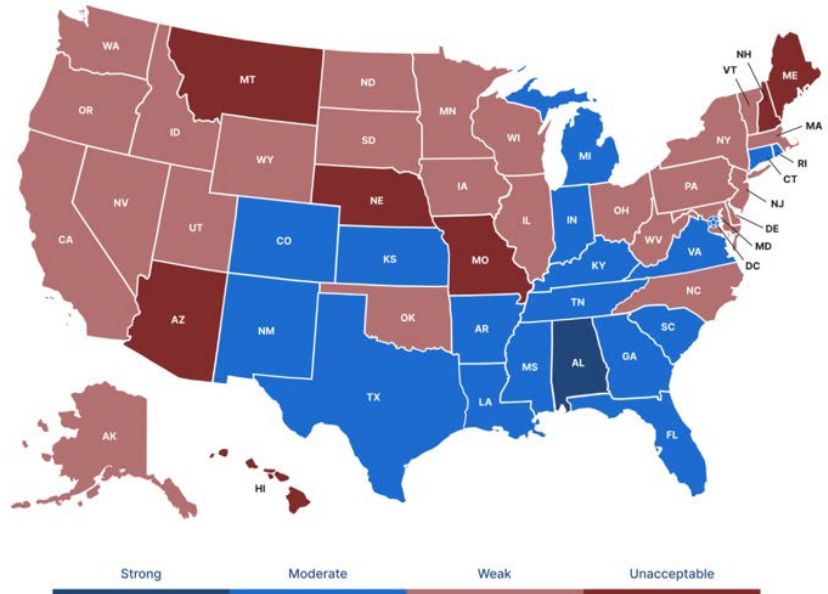 WA
MT
ND
MN
OR
ID
SD
WI
WY
MI
NH
VT
ME
NY
MA
RI
CT
NV
UT
NE
IA
PA
NJ
CA
CO
KS
MO
IL
IN
OH
WV
VA
DE
MD
DC
KY
NC
AZ
NM
OK
AR
TN
SC
TX
LA
MS
AL
GA
FL
AK
HI
Strong Moderate Weak Unacceptable